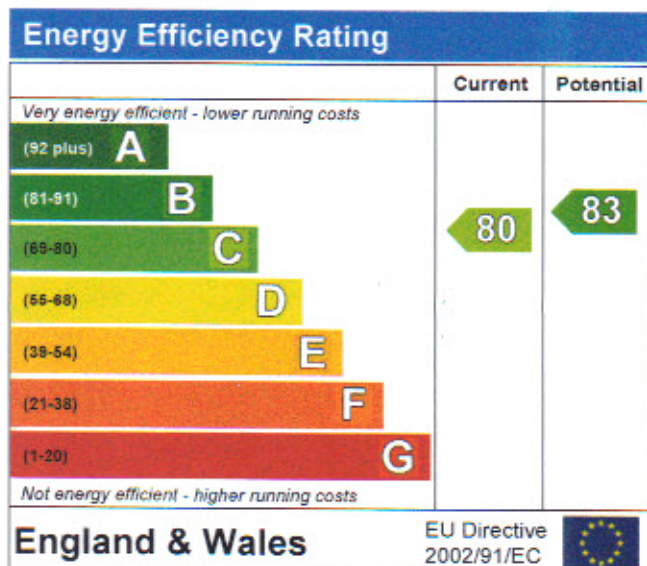 Energy Efficiency Rating
Current Potential
Very energy efficient - lower running costs
(92 plus) A
(81-91) B
(69-80) C
(55-68) D
(39-54) E
(21-38) F
(1-20) G
80
83
Not energy efficient - higher running costs
England & Wales
EU Directive
2002/91/EC